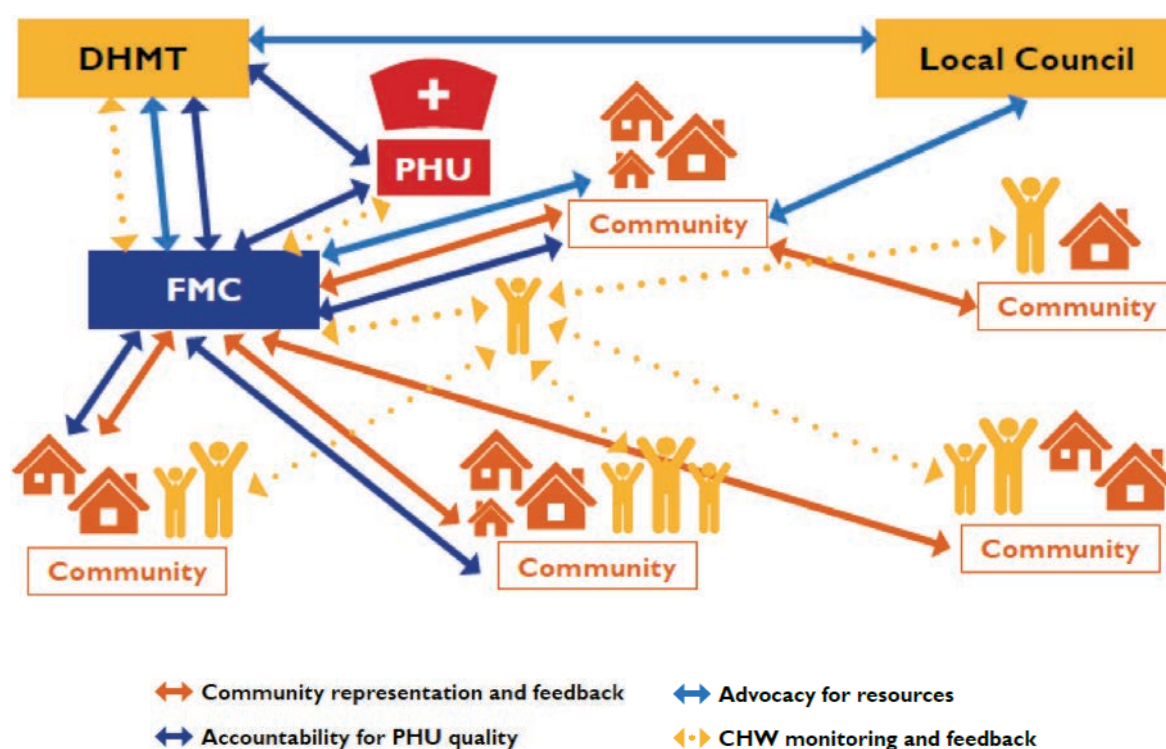 DHMT
Local Council
PHU
Community
FMC
Community
Community
Community
Community
Community representation and feedback
Advocacy for resources
Accountability for PHU quality
CHW monitoring and feedback